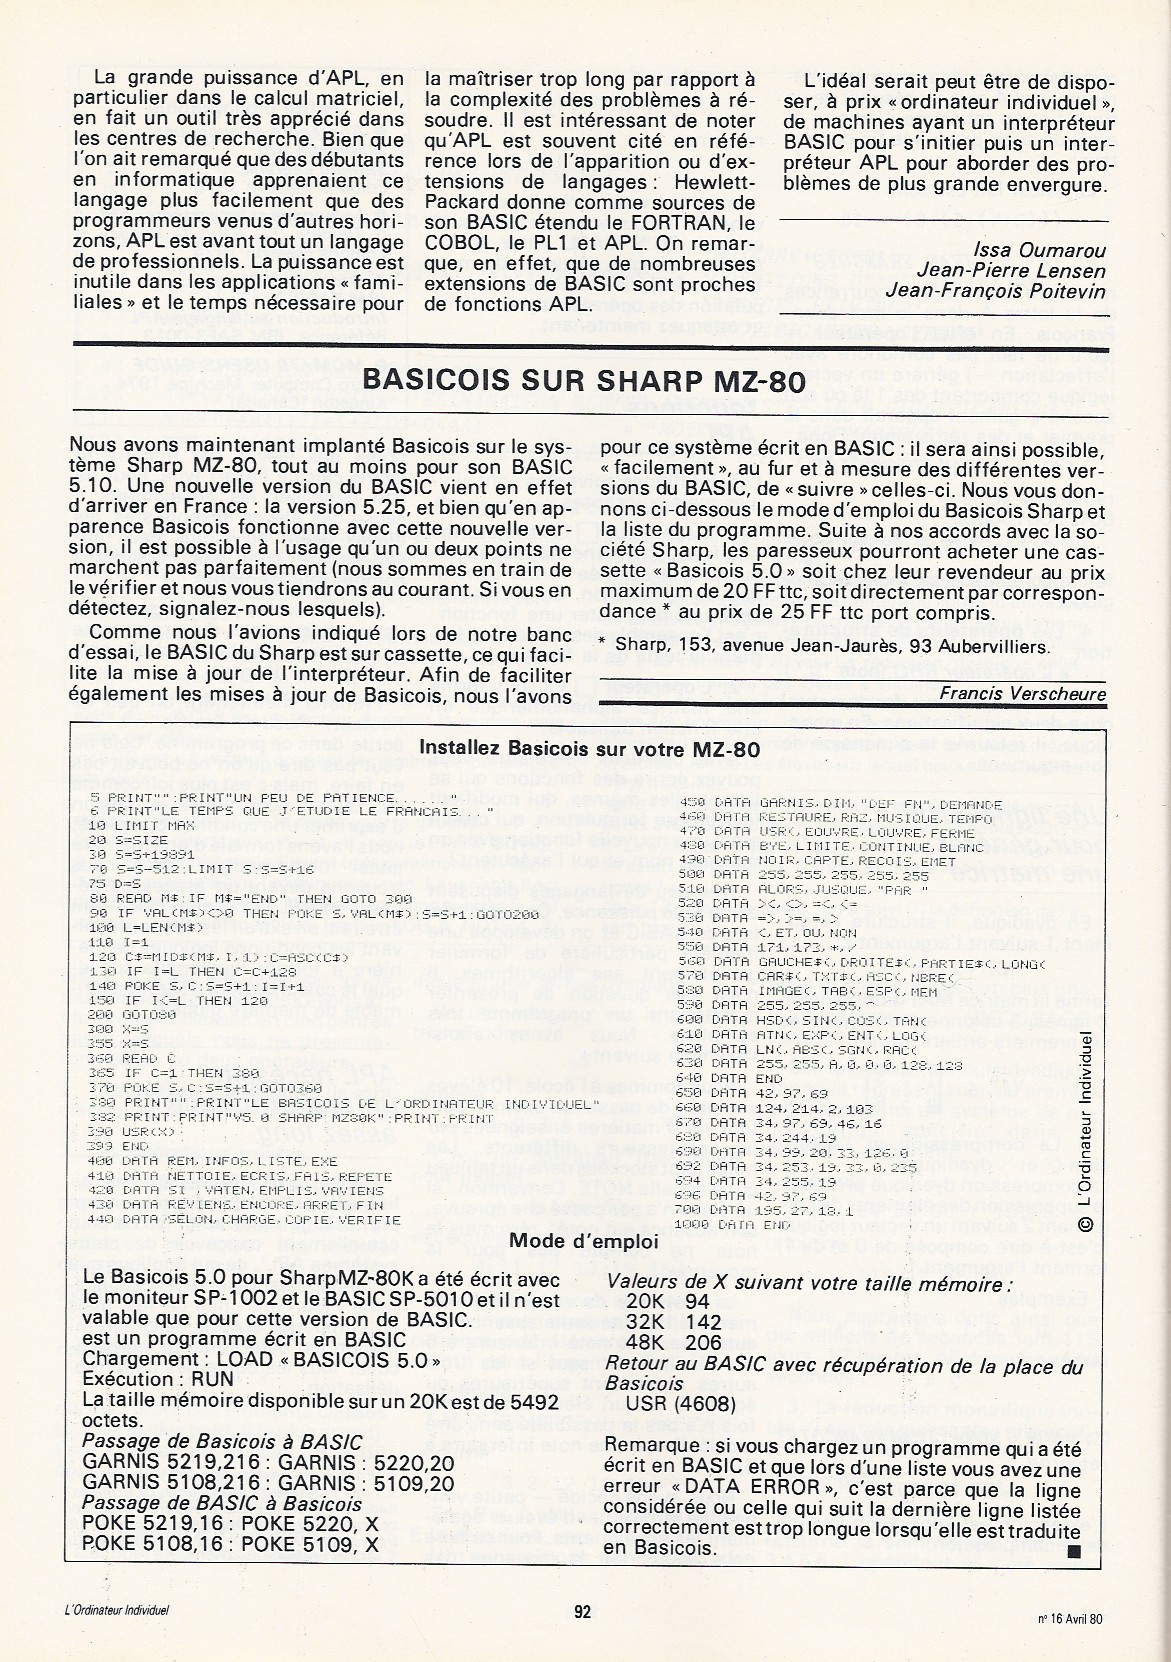 La grande puissance d'APL, en
particulier dans le calcul matriciel,
en fait un outil très apprécié dans
les centres de recherche. Bien que
l'on ait remarqué que des débutants
en informatique apprenaient ce
langage plus facilement que des
programmeurs venus d'autres hori-
zons, APL est avant tout un langage
de professionnels. La puissance est
inutile dans les applications « fami-
liales » et le temps nécessaire pour
la maîtriser trop long par rapport à
la complexité des problèmes à ré-
soudre. Il est intéressant de noter
qu'APL est souvent cité en réfé-
rence lors de l'apparition ou d'ex-
tensions de langages : Hewlett-
Packard donne comme sources de
son BASIC étendu le FORTRAN, le
COBOL, le PL1 et APL. On remar-
que, en effet, que de nombreuses
extensions de BASIC sont proches
de fonctions APL.
L'idéal serait peut être de dispo-
ser, à prix « ordinateur individuel »,
de machines ayant un interpréteur
BASIC pour s'initier puis un inter-
préteur APL pour aborder des pro-
blèmes de plus grande envergure.
Issa Oumarou
Jean-Pierre Lensen
Jean-François Poitevin
BASICOIS SUR SHARP MZ-80
Nous avons maintenant implanté Basicois sur le sys-
tème Sharp MZ-80, tout au moins pour son BASIC
5.10. Une nouvelle version du BASIC vient en effet
d'arriver en France : la version 5.25, et bien qu'en ap-
parence Basicois fonctionne avec cette nouvelle ver-
sion, il est possible à l'usage qu'un ou deux points ne
marchent pas parfaitement (nous sommes en train de
le vérifier et nous vous tiendrons au courant. Si vous en
détectez, signalez-nous lesquels).
Comme nous l'avions indiqué lors de notre banc
d'essai, le BASIC du Sharp est sur cassette, ce qui faci-
lite la mise à jour de l'interpréteur. Afin de faciliter
également les mises à jour de Basicois, nous l'avons
pour ce système écrit en BASIC : il sera ainsi possible,
« facilement », au fur et à mesure des différentes ver-
sions du BASIC, de « suivre » celles-ci. Nous vous don-
nons ci-dessous le mode d'emploi du Basicois Sharp et
la liste du programme. Suite à nos accords avec la so-
ciété Sharp, les paresseux pourront acheter une cas-
sette « Basicois 5.0 » soit chez leur revendeur au prix
maximum de 20 FF ttc, soit directement par correspon-
dance * au prix de 25 FF ttc port compris.
* Sharp, 153, avenue Jean-Jaurès, 93 Aubervilliers.
Francis Verscheure
Installez Basicois sur votre MZ-80
5 PRINT"":PRINT"UN PEU DE PATIENCE......."
6 PRINT"LE TEMPS QUE J'ETUDIE LE FRANCAIS... "
10 LIMIT MAX
20 S=SIZE
30 S=S+19891
70 S=S-512:LIMIT S:S=S+16
75 D=S
80 READ M$:IF M$="END" THEN GOTO 300
90 IF VAL(M$)<>0 THEN POKE S,VAL(M$):S=S+1:GOTO200
100 L=LEN(M$)
110 I=1
120 C$=MID$(M$,I,1):C=ASC(C$)
130 IF I=L THEN C=C+128
140 POKE S,C:S=S+1:I=I+1
150 IF I<=L THEN 120
200 GOTO80
300 X=S
355 X=S
360 READ C
365 IF C=1 THEN 380
370 POKE S,C:S=S+1:GOTO360
380 PRINT"":PRINT"LE BASICOIS DE L'ORDINATEUR INDIVIDUEL"
382 PRINT:PRINT"V5.0 SHARP MZ80K":PRINT:PRINT
390 USR(X)
399 END
400 DATA REM,INFOS,LISTE,EXE
410 DATA NETTOIE,ECRIS,FAIS,REPETE
420 DATA SI ,VATEN,EMPLIS,VAVIENS
430 DATA REVIENS,ENCORE,ARRET,FIN
440 DATA SELON,CHARGE,COPIE,VERIFIE
450 DATA GARNIS,DIM,"DEF FN",DEMANDE
460 DATA RESTAURE,RAZ,MUSIQUE,TEMPO
470 DATA USR(,EOUVRE,LOUVRE,FERME
480 DATA BYE,LIMITE,CONTINUE,BLANC
490 DATA NOIR,CAPTE,RECOIS,EMET
500 DATA 255,255,255,255,255
510 DATA ALORS,JUSQUE,"PAR "
520 DATA ><,<>,=<,<=
530 DATA =>,>=,=,>
540 DATA <,ET,OU,NON
550 DATA 171,173,*,/
560 DATA GAUCHE$(,DROITE$(,PARTIE$(,LONG(
570 DATA CAR$(,TXT$(,ASC(,NBRE(
580 DATA IMAGE(,TAB(,ESP(,MEM
590 DATA 255,255,255,
600 DATA HSD(,SIN(,COS(,TAN(
610 DATA ATN(,EXP(,ENT(,LOG(
620 DATA LN(,ABS(,SGN(,RAC(
630 DATA 255,255,A,0,0,0,128,128
640 DATA END
650 DATA 42,97,69
660 DATA 124,214,2,103
670 DATA 34,97,69,46,16
680 DATA 34,244,19
690 DATA 34,99,20,33,126,0
692 DATA 34,253,19,33,0,235
694 DATA 34,255,19
696 DATA 42,97,69
700 DATA 195,27,18,1
1000 DATA END
© L'Ordinateur Individuel
Mode d'emploi
Le Basicois 5.0 pour Sharp MZ-80K a été écrit avec
le moniteur SP-1002 et le BASIC SP-5010 et il n'est
valable que pour cette version de BASIC.
est un programme écrit en BASIC
Chargement : LOAD « BASICOIS 5.0 »
Exécution : RUN
La taille mémoire disponible sur un 20K est de 5492
octets.
Passage de Basicois à BASIC
GARNIS 5219,216 : GARNIS : 5220,20
GARNIS 5108,216 : GARNIS : 5109,20
Passage de BASIC à Basicois
POKE 5219,16 : POKE 5220, X
POKE 5108,16 : POKE 5109, X
Valeurs de X suivant votre taille mémoire :
20K 94
32K 142
48K 206
Retour au BASIC avec récupération de la place du
Basicois
USR (4608)
Remarque : si vous chargez un programme qui a été
écrit en BASIC et que lors d'une liste vous avez une
erreur « DATA ERROR », c'est parce que la ligne
considérée ou celle qui suit la dernière ligne listée
correctement est trop longue lorsqu'elle est traduite
en Basicois.
L'Ordinateur Individuel
92
n° 16 Avril 80